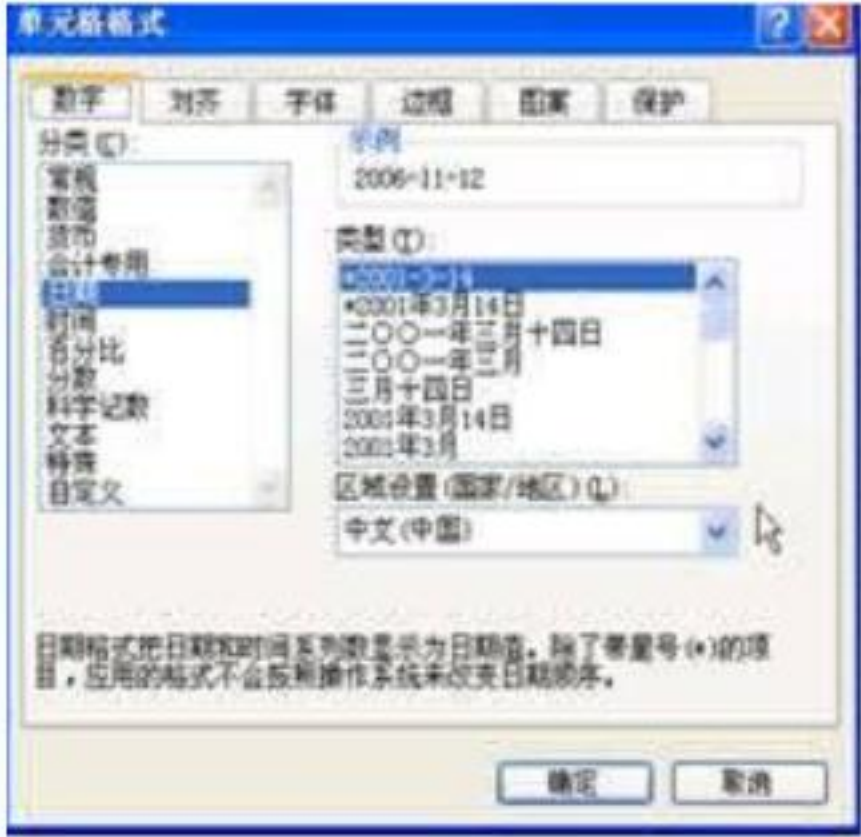 单元格格式
数字 对齐 字体 边框 图案 保护
分类(C):
常规
数值
货币
会计专用
日期
时间
百分比
分数
科学记数
文本
特殊
自定义
示例
2006-11-12
类型(T):
*2001-3-14
*2001年3月14日
二〇〇一年三月十四日
二〇〇一年三月
三月十四日
2001年3月14日
2001年3月
区域设置(国家/地区)(L):
中文(中国)
日期格式把日期和时间系列数显示为日期值。除了带星号(*)的项
目，应用的格式不会按照操作系统来改变日期顺序。
确定 取消